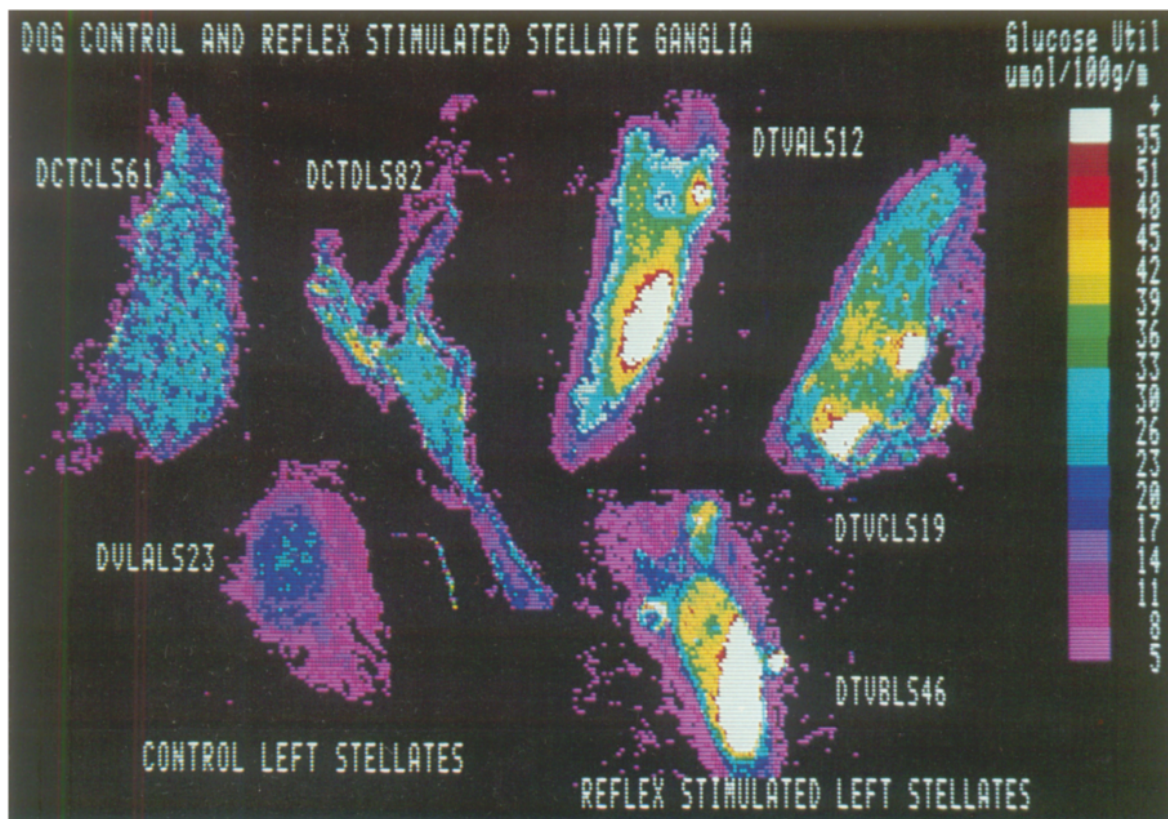 DOG CONTROL AND REFLEX STIMULATED STELLATE GANGLIA
Glucose Util
umol/100g/m
DCTCLS61
DCTDLS82
DTVALS12
+
55
51
48
45
42
39
36
33
30
26
23
20
17
14
11
8
5
DTVCLS19
DVLALS23
DTVBLS46
CONTROL LEFT STELLATES
REFLEX STIMULATED LEFT STELLATES